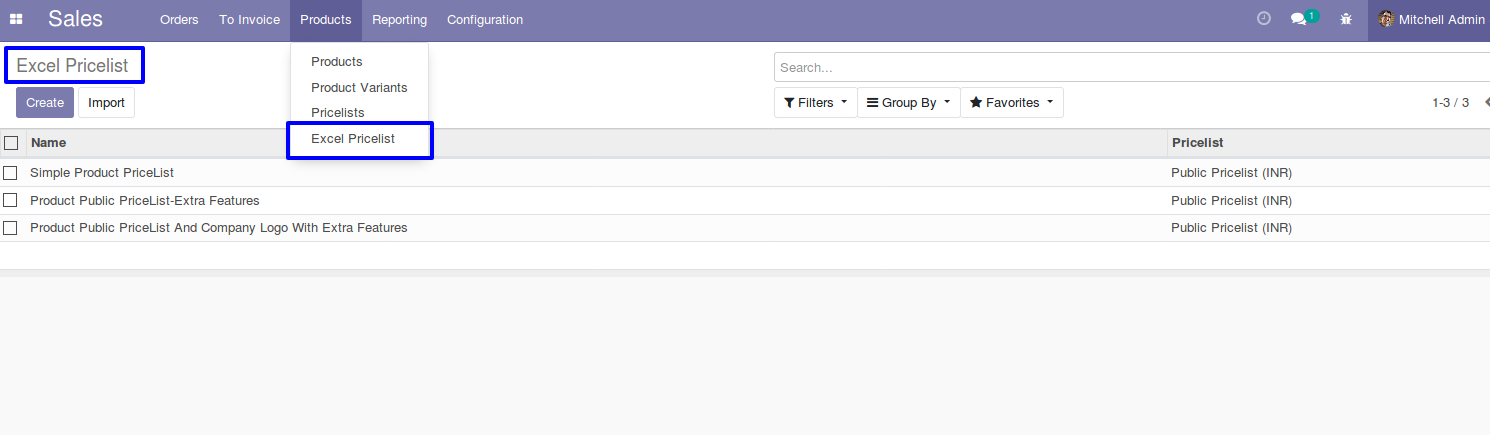 Sales Orders To Invoice Products Reporting Configuration 1 Mitchell Admin
Excel Pricelist
Products
Product Variants
Pricelists
Excel Pricelist
Search...
Create Import
Filters Group By Favorites 1-3 / 3
Name Pricelist
Simple Product PriceList Public Pricelist (INR)
Product Public PriceList-Extra Features Public Pricelist (INR)
Product Public PriceList And Company Logo With Extra Features Public Pricelist (INR)